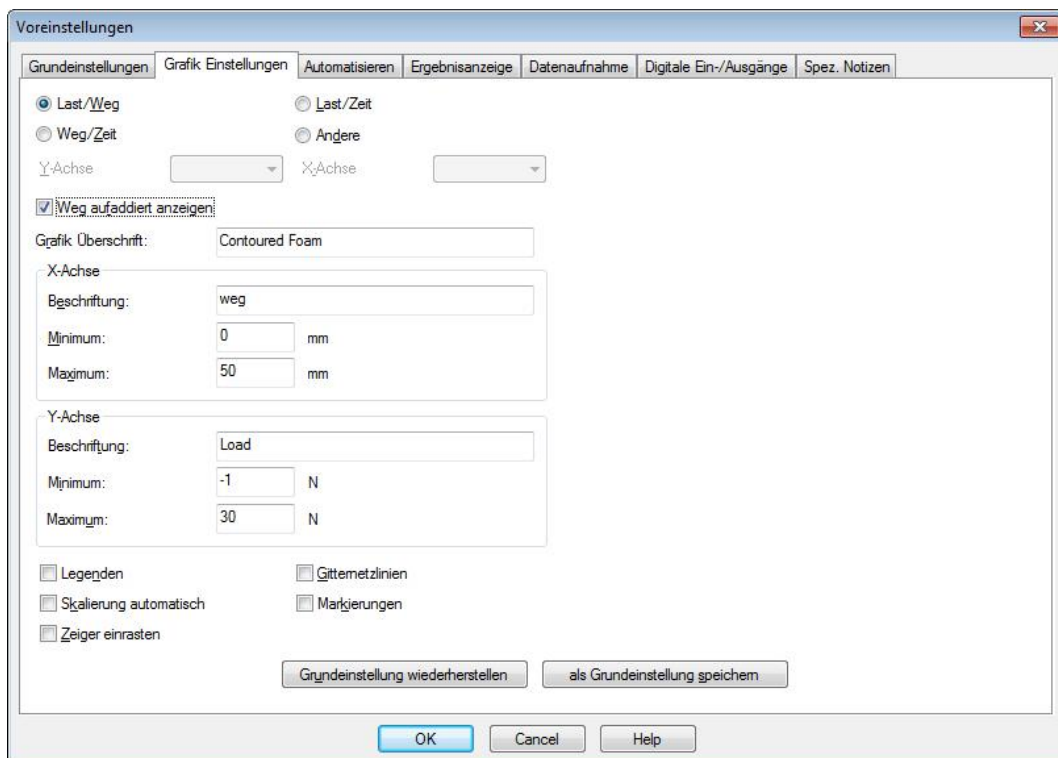 Voreinstellungen
Grundeinstellungen Grafik Einstellungen Automatisieren Ergebnisanzeige Datenaufnahme Digitale Ein-/Ausgänge Spez. Notizen
Last/Weg Last/Zeit
Weg/Zeit Andere
Y-Achse X-Achse
Weg aufaddiert anzeigen
Grafik Überschrift: Contoured Foam
X-Achse
Beschriftung: weg
Minimum: 0 mm
Maximum: 50 mm
Y-Achse
Beschriftung: Load
Minimum: -1 N
Maximum: 30 N
Legenden Gitternetzlinien
Skalierung automatisch Markierungen
Zeiger einrasten
Grundeinstellung wiederherstellen als Grundeinstellung speichern
OK Cancel Help